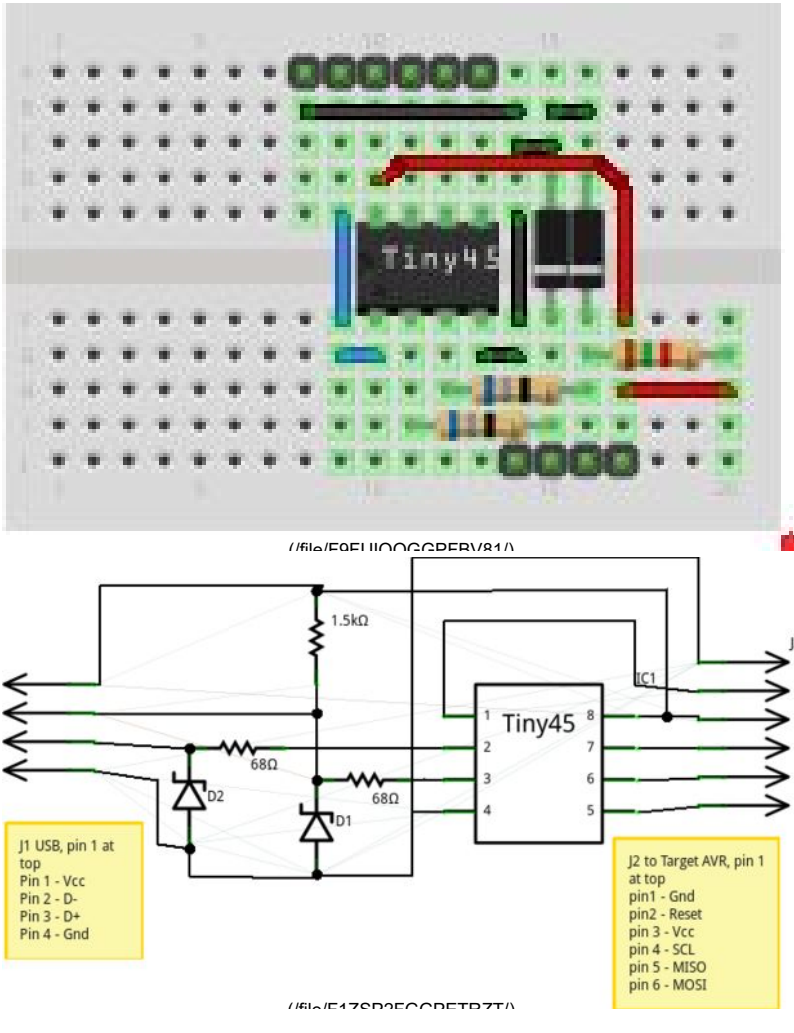 Tiny45
1.5kΩ
J
IC1
Tiny45
1
8
2
7
68Ω
3
6
68Ω
D2
4
5
D1
J1 USB, pin 1 at
top
Pin 1 - Vcc
Pin 2 - D-
Pin 3 - D+
Pin 4 - Gnd
J2 to Target AVR, pin 1
at top
pin1 - Gnd
pin2 - Reset
pin 3 - Vcc
pin 4 - SCL
pin 5 - MISO
pin 6 - MOSI